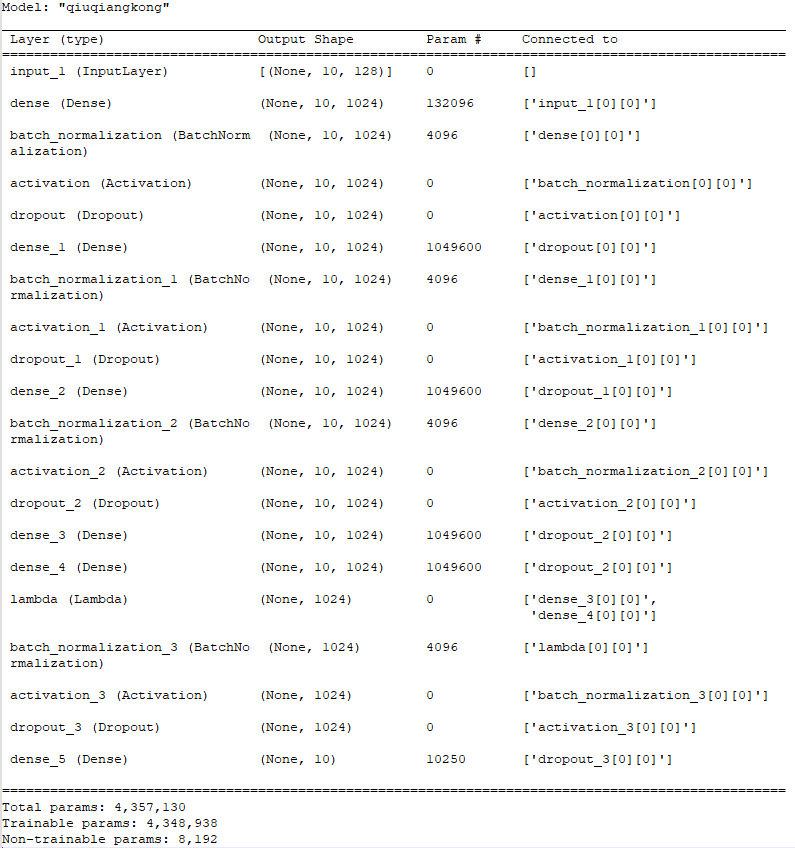 Model: "qiuqiangkong"
Layer (type) Output Shape Param # Connected to
input_1 (InputLayer) [(None, 10, 128)] 0 []
dense (Dense) (None, 10, 1024) 132096 ['input_1[0][0]']
batch_normalization (BatchNorm (None, 10, 1024) 4096 ['dense[0][0]']
alization)
activation (Activation) (None, 10, 1024) 0 ['batch_normalization[0][0]']
dropout (Dropout) (None, 10, 1024) 0 ['activation[0][0]']
dense_1 (Dense) (None, 10, 1024) 1049600 ['dropout[0][0]']
batch_normalization_1 (BatchNo (None, 10, 1024) 4096 ['dense_1[0][0]']
rmalization)
activation_1 (Activation) (None, 10, 1024) 0 ['batch_normalization_1[0][0]']
dropout_1 (Dropout) (None, 10, 1024) 0 ['activation_1[0][0]']
dense_2 (Dense) (None, 10, 1024) 1049600 ['dropout_1[0][0]']
batch_normalization_2 (BatchNo (None, 10, 1024) 4096 ['dense_2[0][0]']
rmalization)
activation_2 (Activation) (None, 10, 1024) 0 ['batch_normalization_2[0][0]']
dropout_2 (Dropout) (None, 10, 1024) 0 ['activation_2[0][0]']
dense_3 (Dense) (None, 10, 1024) 1049600 ['dropout_2[0][0]']
dense_4 (Dense) (None, 10, 1024) 1049600 ['dropout_2[0][0]']
lambda (Lambda) (None, 1024) 0 ['dense_3[0][0]',
'dense_4[0][0]']
batch_normalization_3 (BatchNo (None, 1024) 4096 ['lambda[0][0]']
rmalization)
activation_3 (Activation) (None, 1024) 0 ['batch_normalization_3[0][0]']
dropout_3 (Dropout) (None, 1024) 0 ['activation_3[0][0]']
dense_5 (Dense) (None, 10) 10250 ['dropout_3[0][0]']
Total params: 4,357,130
Trainable params: 4,348,938
Non-trainable params: 8,192